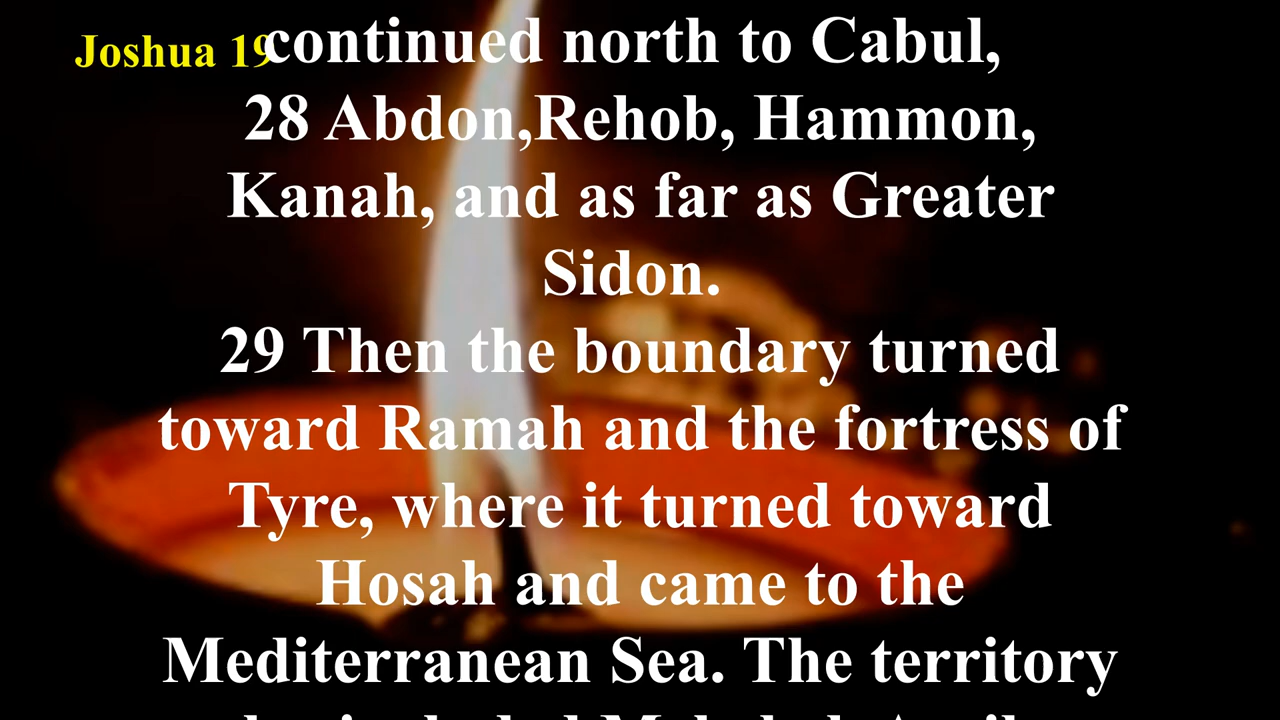 Joshua 19
continued north to Cabul,
28 Abdon,Rehob, Hammon,
Kanah, and as far as Greater
Sidon.
29 Then the boundary turned
toward Ramah and the fortress of
Tyre, where it turned toward
Hosah and came to the
Mediterranean Sea. The territory